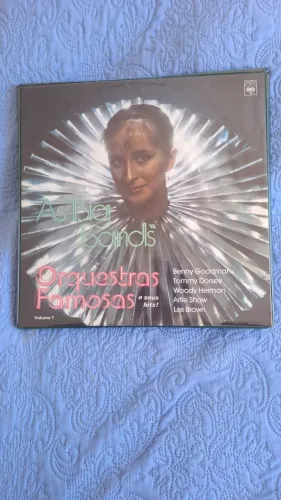 CBS
As "Big
Bands"
Orquestras
Famosas
e seus
hits!
Volume 1
Benny Goodman
Tommy Dorsey
Woody Herman
Artie Shaw
Les Brown